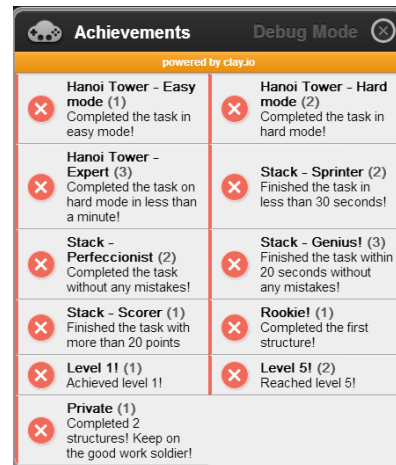 Achievements
Debug Mode
powered by clay.io
Hanoi Tower - Easy
mode (1)
Completed the task in
easy mode!
Hanoi Tower - Hard
mode (2)
Completed the task in
hard mode!
Hanoi Tower -
Expert (3)
Completed the task on
hard mode in less than
a minute!
Stack - Sprinter (2)
Finished the task in
less than 30 seconds!
Stack -
Perfeccionist (2)
Completed the task
without any mistakes!
Stack - Genius! (3)
Finished the task within
20 seconds without
any mistakes!
Stack - Scorer (1)
Finished the task with
more than 20 points
Rookie! (1)
Completed the first
structure!
Level 1! (1)
Achieved level 1!
Level 5! (2)
Reached level 5!
Private (1)
Completed 2
structures! Keep on
the good work soldier!